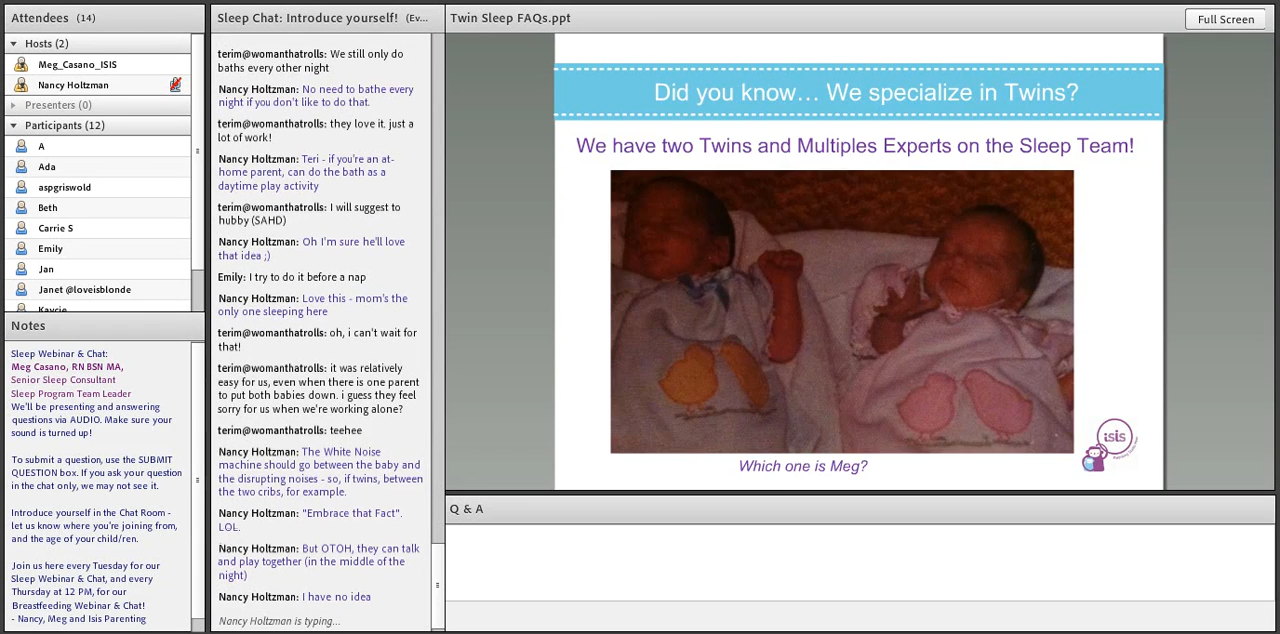 Attendees (14)
Hosts (2)
Meg_Casano_ISIS
Nancy Holtzman
Presenters (0)
Participants (12)
A
Ada
aspgriswold
Beth
Carrie S
Emily
Jan
Janet @loveisblonde
Kaycie
Notes
Sleep Webinar & Chat:
Meg Casano, RN BSN MA,
Senior Sleep Consultant
Sleep Program Team Leader
We'll be presenting and answering
questions via AUDIO. Make sure your
sound is turned up!
To submit a question, use the SUBMIT
QUESTION box. If you ask your question
in the chat only, we may not see it.
Introduce yourself in the Chat Room -
let us know where you're joining from,
and the age of your child/ren.
Join us here every Tuesday for our
Sleep Webinar & Chat, and every
Thursday at 12 PM, for our
Breastfeeding Webinar & Chat!
- Nancy, Meg and Isis Parenting
Sleep Chat: Introduce yourself! (Ev...
terim@womanthatrolls: We still only do
baths every other night
Nancy Holtzman: No need to bathe every
night if you don't like to do that.
terim@womanthatrolls: they love it. just a
lot of work!
Nancy Holtzman: Teri - if you're an at-
home parent, can do the bath as a
daytime play activity
terim@womanthatrolls: I will suggest to
hubby (SAHD)
Nancy Holtzman: Oh I'm sure he'll love
that idea ;)
Emily: I try to do it before a nap
Nancy Holtzman: Love this - mom's the
only one sleeping here
terim@womanthatrolls: oh, i can't wait for
that!
terim@womanthatrolls: it was relatively
easy for us, even when there is one parent
to put both babies down. i guess they feel
sorry for us when we're working alone?
terim@womanthatrolls: teehee
Nancy Holtzman: The White Noise
machine should go between the baby and
the disrupting noises - so, if twins, between
the two cribs, for example.
Nancy Holtzman: "Embrace that Fact".
LOL.
Nancy Holtzman: But OTOH, they can talk
and play together (in the middle of the
night)
Nancy Holtzman: I have no idea
Nancy Holtzman is typing...
Twin Sleep FAQs.ppt
Full Screen
Did you know... We specialize in Twins?
We have two Twins and Multiples Experts on the Sleep Team!
Which one is Meg?
isis
Q & A